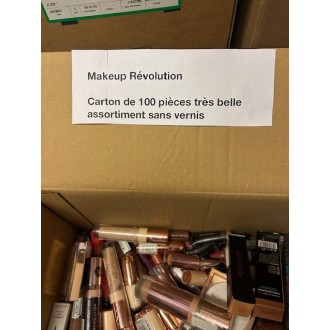 Makeup Révolution
Carton de 100 pièces très belle
assortiment sans vernis